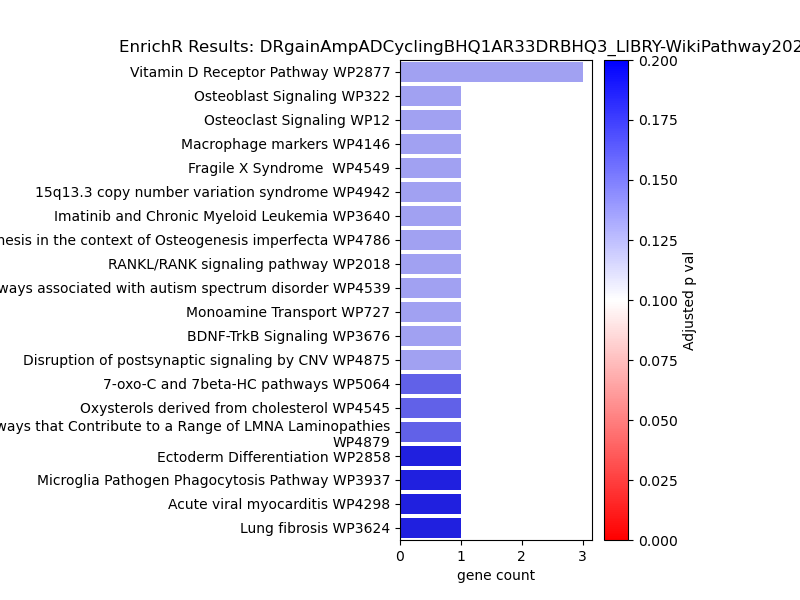 EnrichR Results: DRgainAmpADCyclingBHQ1AR33DRBHQ3_LIBRY-WikiPathway202
Vitamin D Receptor Pathway WP2877
Osteoblast Signaling WP322
Osteoclast Signaling WP12
Macrophage markers WP4146
Fragile X Syndrome  WP4549
15q13.3 copy number variation syndrome WP4942
Imatinib and Chronic Myeloid Leukemia WP3640
nesis in the context of Osteogenesis imperfecta WP4786
RANKL/RANK signaling pathway WP2018
ways associated with autism spectrum disorder WP4539
Monoamine Transport WP727
BDNF-TrkB Signaling WP3676
Disruption of postsynaptic signaling by CNV WP4875
7-oxo-C and 7beta-HC pathways WP5064
Oxysterols derived from cholesterol WP4545
ways that Contribute to a Range of LMNA Laminopathies
WP4879
Ectoderm Differentiation WP2858
Microglia Pathogen Phagocytosis Pathway WP3937
Acute viral myocarditis WP4298
Lung fibrosis WP3624
0 1 2 3
gene count
0.200
0.175
0.150
0.125
0.100
0.075
0.050
0.025
0.000
Adjusted p val